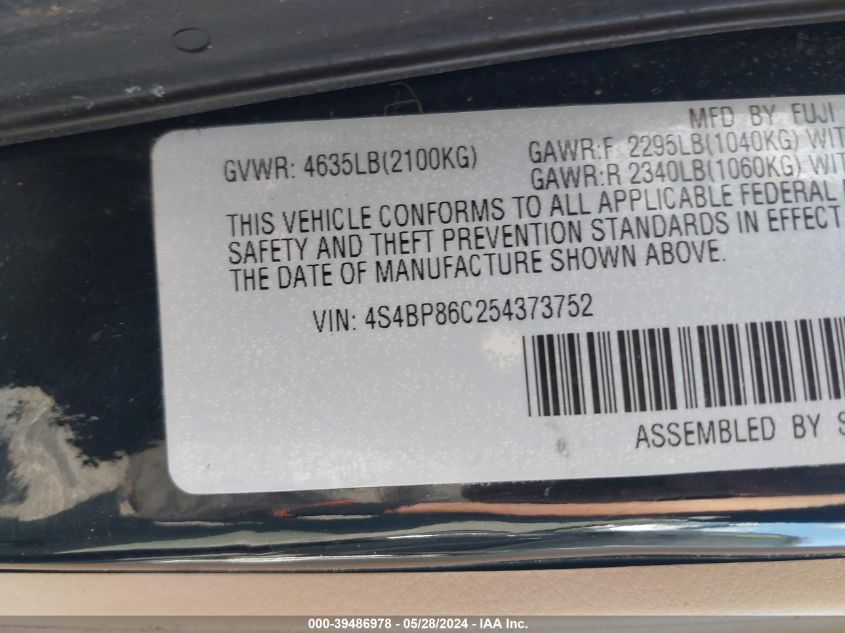 MFD BY FUJI
GVWR: 4635LB(2100KG)
GAWR:F 2295LB(1040KG)
GAWR:R 2340LB(1060KG)
THIS VEHICLE CONFORMS TO ALL APPLICABLE FEDERAL
SAFETY AND THEFT PREVENTION STANDARDS IN EFFECT
THE DATE OF MANUFACTURE SHOWN ABOVE.
VIN: 4S4BP86C254373752
ASSEMBLED BY
000-39486978 - 05/28/2024 - IAA Inc.